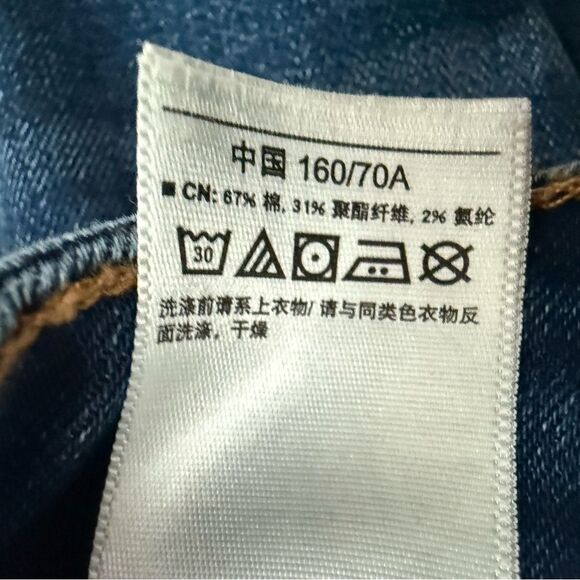 中国 160/70A
■ CN: 67% 棉, 31% 聚酯纤维, 2% 氨纶
30
洗涤前请系上衣物/ 请与同类色衣物反
面洗涤，干燥